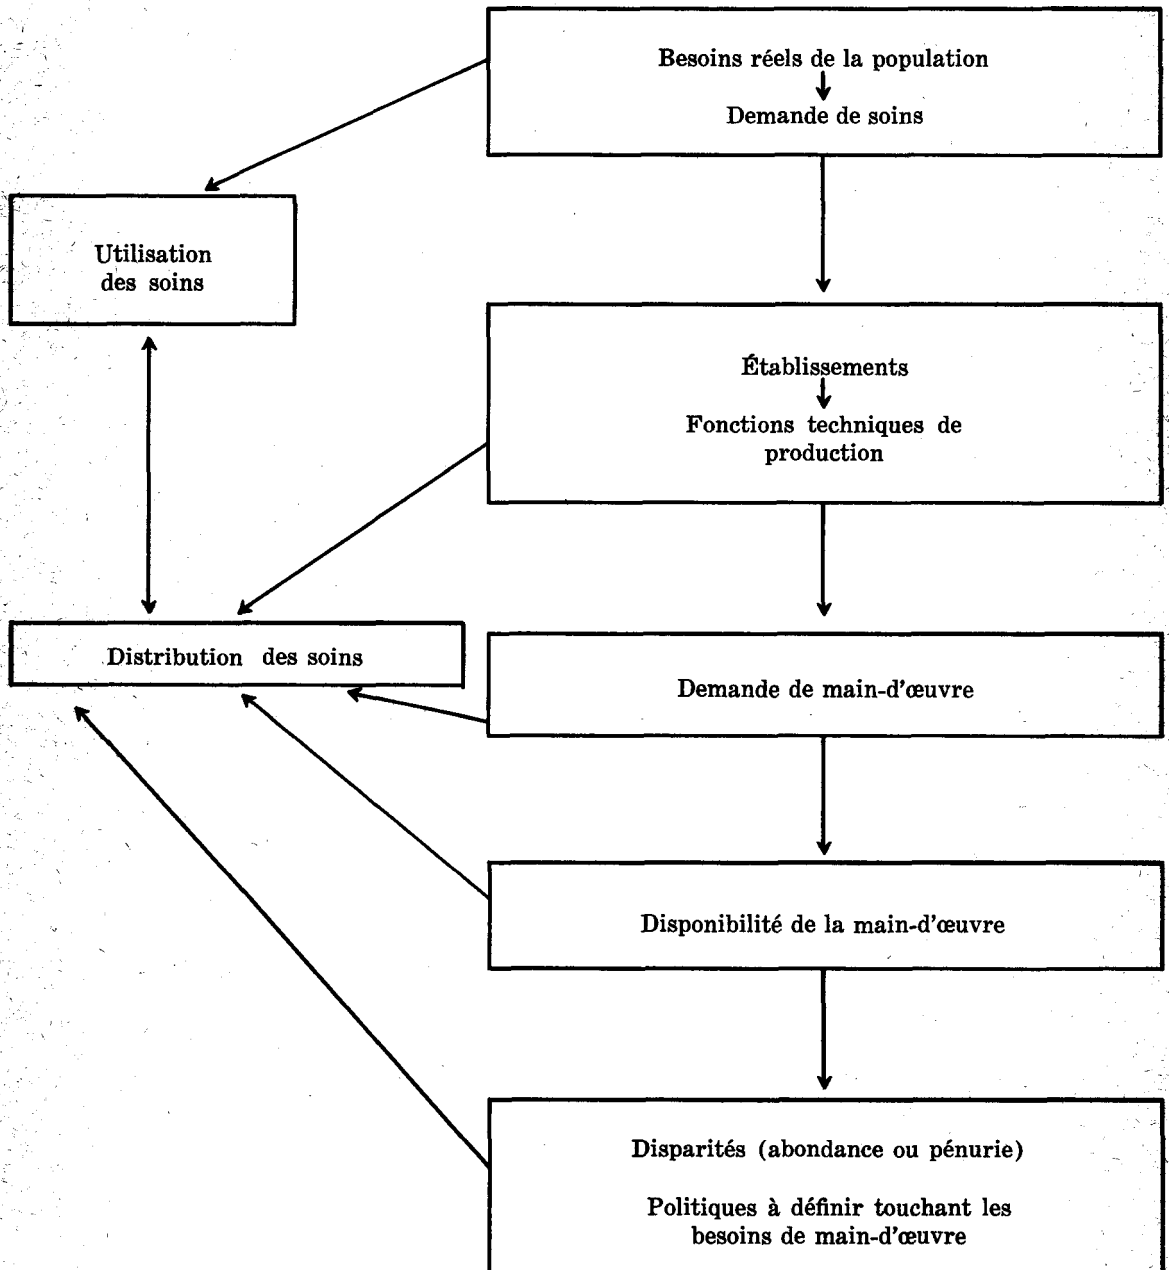 Besoins réels de la population
Demande de soins
Utilisation
des soins
Établissements
Fonctions techniques de
production
Distribution des soins
Demande de main-d'œuvre
Disponibilité de la main-d'œuvre
Disparités (abondance ou pénurie)
Politiques à définir touchant les
besoins de main-d'œuvre